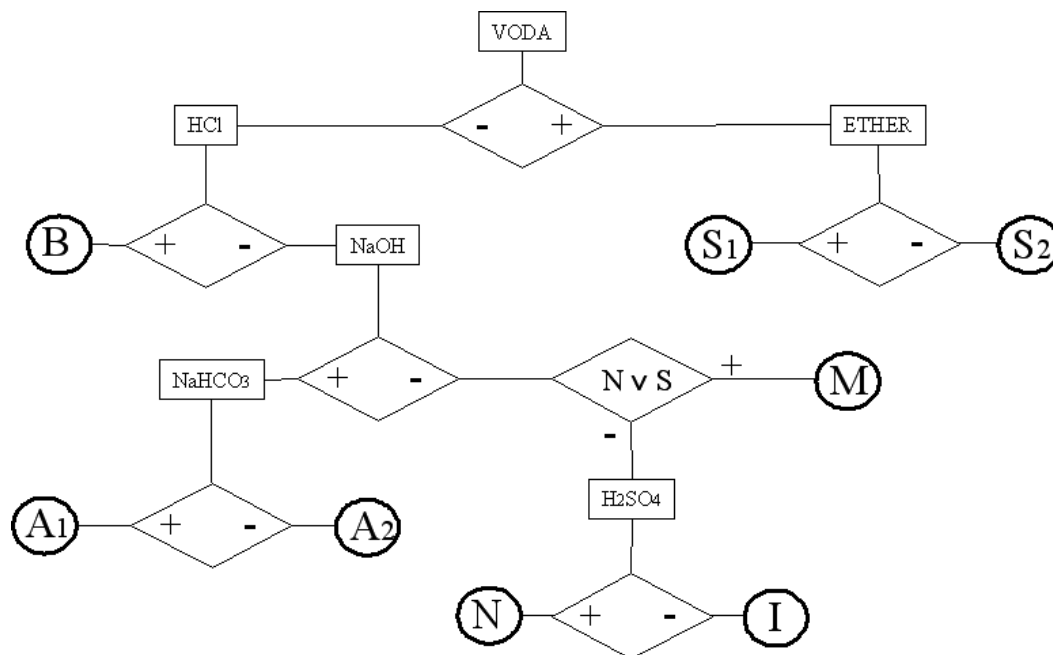 VODA
HCl
- +
ETHER
B
+ -
NaOH
S1
+ -
S2
NaHCO3
+ -
N v S
+
M
-
H2SO4
A1
+ -
A2
N
+ -
I